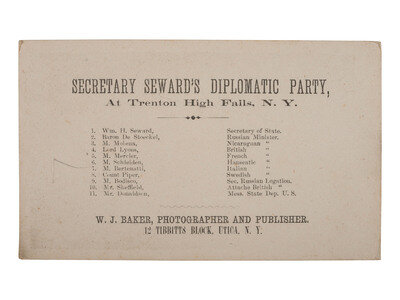 SECRETARY SEWARD'S DIPLOMATIC PARTY,
At Trenton High Falls, N. Y.
1. Wm. H. Seward, Secretary of State.
2. Baron De Stoeckel, Russian Minister.
3. M. Molena, Nicaraguan "
4. Lord Lyons, British "
5. M. Mercier, French "
6. M. Schleiden, Hanseatic "
7. M. Bertenatti, Italian "
8. Count Piper, Swedish "
9. M. Bodisco, Sec. Russian Legation.
10. Mr. Sheffield, Attache British "
11. Mr. Donaldson, Mess. State Dep. U. S.
W. J. BAKER, PHOTOGRAPHER AND PUBLISHER.
12 TIBBITTS BLOCK, UTICA, N. Y.